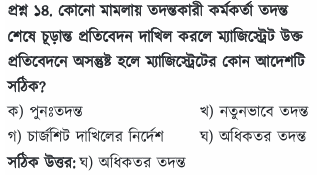 প্রশ্ন ১৪. কোনো মামলায় তদন্তকারী কর্মকর্তা তদন্ত
শেষে চূড়ান্ত প্রতিবেদন দাখিল করলে ম্যাজিস্ট্রেট উক্ত
প্রতিবেদনে অসন্তুষ্ট হলে ম্যাজিস্ট্রেটের কোন আদেশটি
সঠিক?
ক) পুনঃতদন্ত খ) নতুনভাবে তদন্ত
গ) চার্জশিট দাখিলের নির্দেশ ঘ) অধিকতর তদন্ত
সঠিক উত্তর: ঘ) অধিকতর তদন্ত